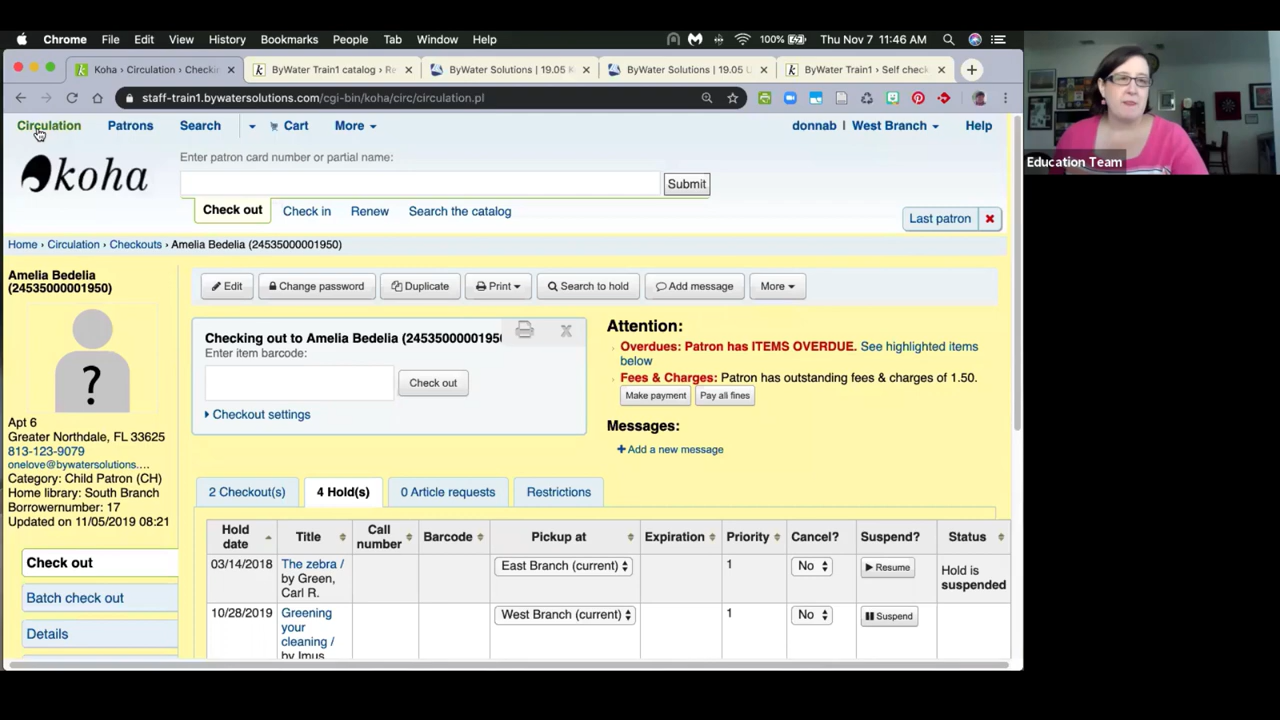 Chrome File Edit View History Bookmarks People Tab Window Help 100% Thu Nov 7 11:46 AM
Koha › Circulation › Checki
ByWater Train1 catalog › Re
ByWater Solutions | 19.05 K
ByWater Solutions | 19.05 U
ByWater Train1 › Self check
staff-train1.bywatersolutions.com/cgi-bin/koha/circ/circulation.pl
Circulation Patrons Search Cart More donnab | West Branch Help
Education Team
koha
Enter patron card number or partial name:
Submit
Check out Check in Renew Search the catalog
Last patron
Home › Circulation › Checkouts › Amelia Bedelia (24535000001950)
Amelia Bedelia
(24535000001950)
Edit Change password Duplicate Print Search to hold Add message More
Checking out to Amelia Bedelia (2453500000195
Enter item barcode:
Check out
Checkout settings
Attention:
Overdues: Patron has ITEMS OVERDUE. See highlighted items
below
Fees & Charges: Patron has outstanding fees & charges of 1.50.
Make payment Pay all fines
Messages:
Add a new message
?
Apt 6
Greater Northdale, FL 33625
813-123-9079
onelove@bywatersolutions....
Category: Child Patron (CH)
Home library: South Branch
Borrowernumber: 17
Updated on 11/05/2019 08:21
Check out
Batch check out
Details
2 Checkout(s) 4 Hold(s) 0 Article requests Restrictions
Hold date Title Call number Barcode Pickup at Expiration Priority Cancel? Suspend? Status
03/14/2018 The zebra / by Green, Carl R. East Branch (current) 1 No Resume Hold is suspended
10/28/2019 Greening your cleaning / by Imus, West Branch (current) 1 No Suspend